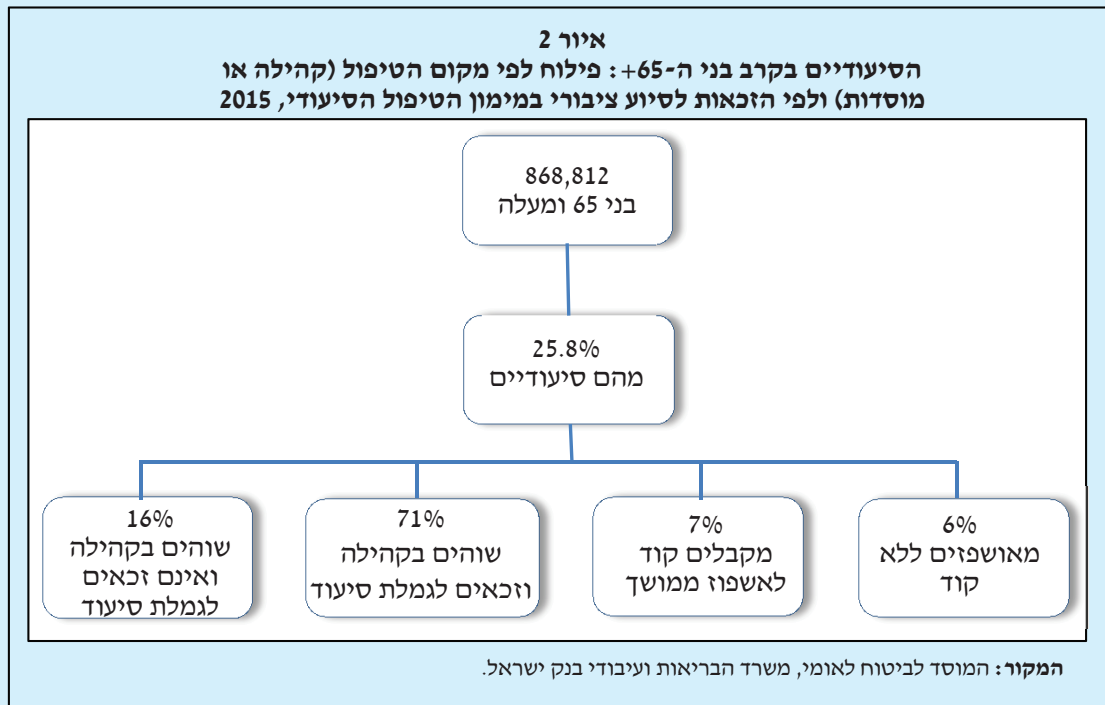 איור 2
הסיעודיים בקרב בני ה-65+: פילוח לפי מקום הטיפול (קהילה או
מוסדות) ולפי הזכאות לסיוע ציבורי במימון הטיפול הסיעודי, 2015
868,812
בני 65 ומעלה
25.8%
מהם סיעודיים
6%
מאושפזים ללא
קוד
7%
מקבלים קוד
לאשפוז ממושך
71%
שוהים בקהילה
וזכאים לגמלת סיעוד
16%
שוהים בקהילה
ואינם זכאים
לגמלת סיעוד
המקור: המוסד לביטוח לאומי, משרד הבריאות ועיבודי בנק ישראל.